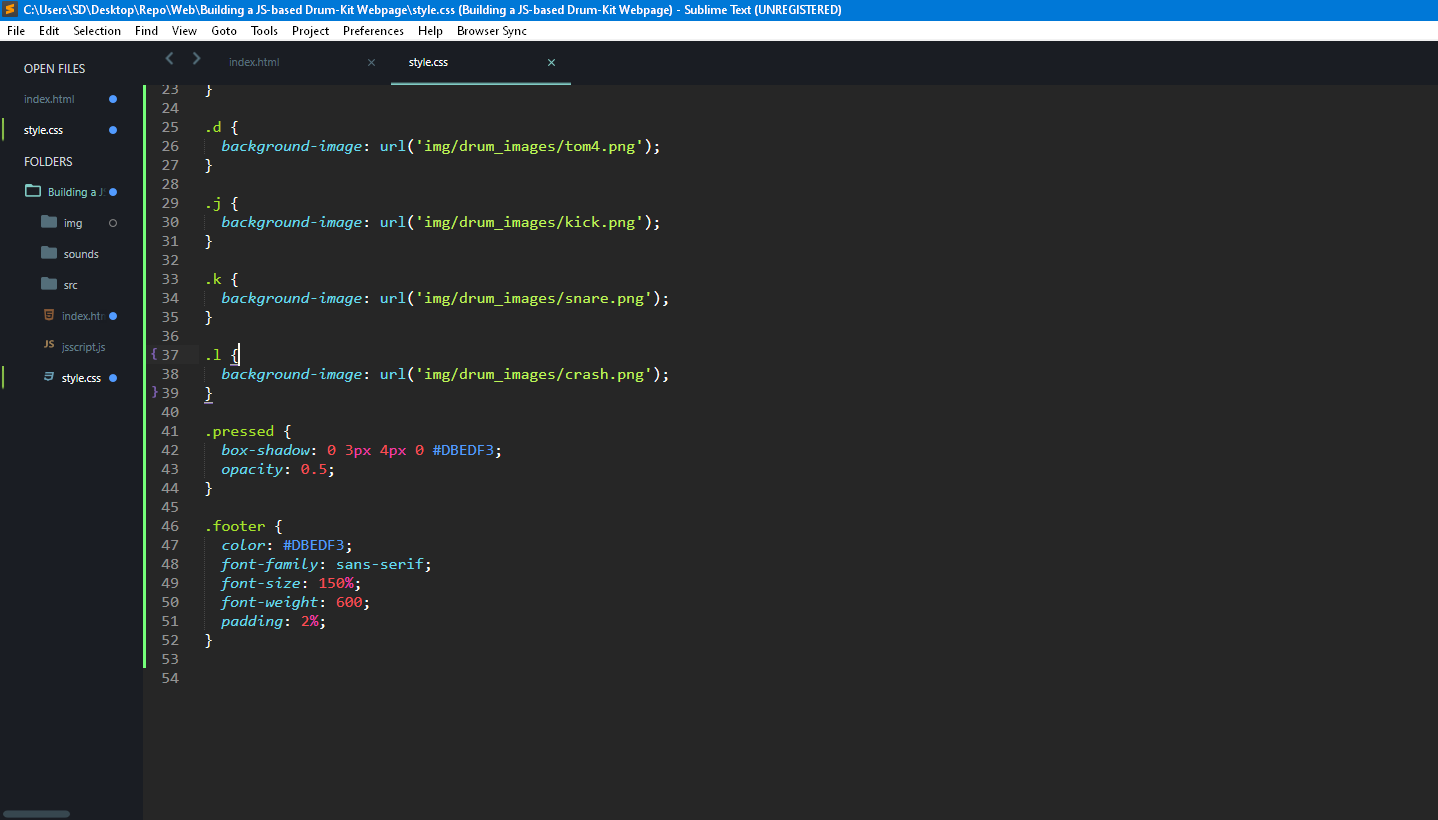 C:\Users\SD\Desktop\Repo\Web\Building a JS-based Drum-Kit Webpage\style.css (Building a JS-based Drum-Kit Webpage) - Sublime Text (UNREGISTERED)
File Edit Selection Find View Goto Tools Project Preferences Help Browser Sync
OPEN FILES
index.html
style.css
FOLDERS
Building a JS
img
sounds
src
index.htm
JS jsscript.js
style.css
index.html × style.css ×
23 }
24
25 .d {
26 background-image: url('img/drum_images/tom4.png');
27 }
28
29 .j {
30 background-image: url('img/drum_images/kick.png');
31 }
32
33 .k {
34 background-image: url('img/drum_images/snare.png');
35 }
36
{ 37 .l {
38 background-image: url('img/drum_images/crash.png');
} 39 }
40
41 .pressed {
42 box-shadow: 0 3px 4px 0 #DBEDF3;
43 opacity: 0.5;
44 }
45
46 .footer {
47 color: #DBEDF3;
48 font-family: sans-serif;
49 font-size: 150%;
50 font-weight: 600;
51 padding: 2%;
52 }
53
54